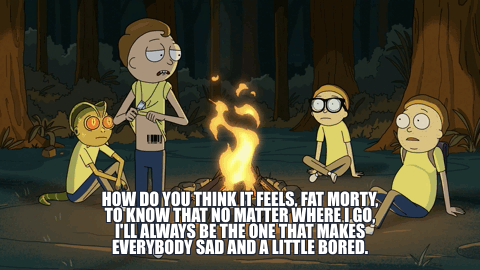 HOW DO YOU THINK IT FEELS, FAT MORTY,
TO KNOW THAT NO MATTER WHERE I GO,
I'LL ALWAYS BE THE ONE THAT MAKES
EVERYBODY SAD AND A LITTLE BORED.